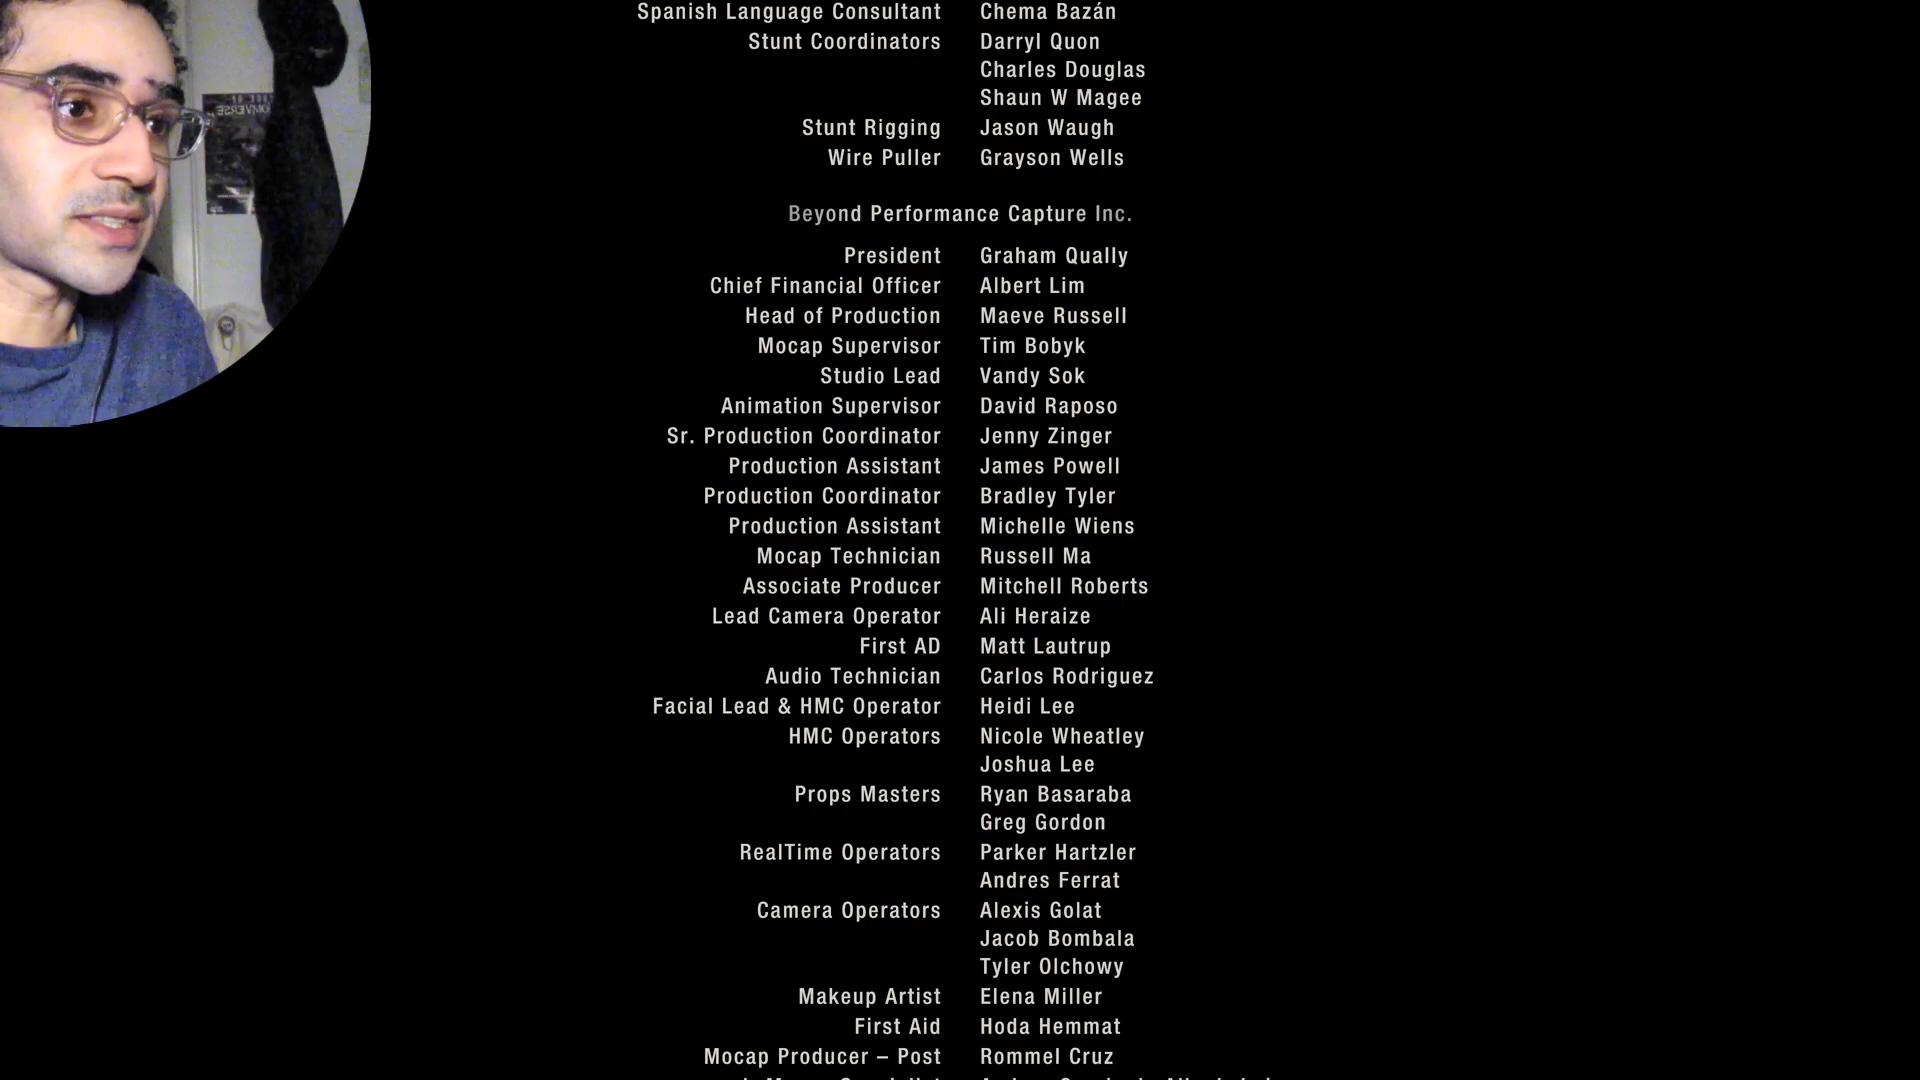 Spanish Language Consultant Chema Bazán
Stunt Coordinators Darryl Quon
Charles Douglas
Shaun W Magee
Stunt Rigging Jason Waugh
Wire Puller Grayson Wells
Beyond Performance Capture Inc.
President Graham Qually
Chief Financial Officer Albert Lim
Head of Production Maeve Russell
Mocap Supervisor Tim Bobyk
Studio Lead Vandy Sok
Animation Supervisor David Raposo
Sr. Production Coordinator Jenny Zinger
Production Assistant James Powell
Production Coordinator Bradley Tyler
Production Assistant Michelle Wiens
Mocap Technician Russell Ma
Associate Producer Mitchell Roberts
Lead Camera Operator Ali Heraize
First AD Matt Lautrup
Audio Technician Carlos Rodriguez
Facial Lead & HMC Operator Heidi Lee
HMC Operators Nicole Wheatley
Joshua Lee
Props Masters Ryan Basaraba
Greg Gordon
RealTime Operators Parker Hartzler
Andres Ferrat
Camera Operators Alexis Golat
Jacob Bombala
Tyler Olchowy
Makeup Artist Elena Miller
First Aid Hoda Hemmat
Mocap Producer – Post Rommel Cruz